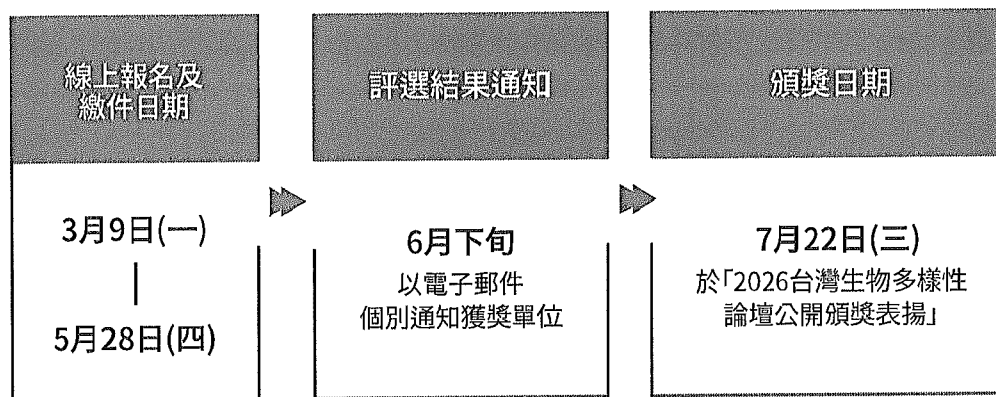 線上報名及
繳件日期
3月9日(一)
|
5月28日(四)
評選結果通知
6月下旬
以電子郵件
個別通知獲獎單位
頒獎日期
7月22日(三)
於「2026台灣生物多樣性
論壇公開頒獎表揚」